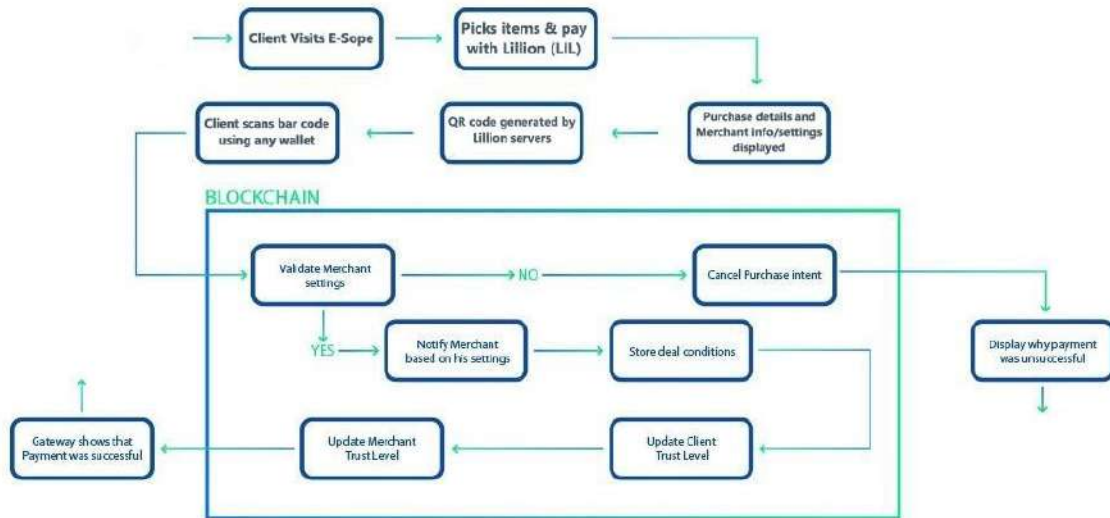 Client Visits E-Sope
Picks items & pay
with Lillion (LIL)
Purchase details and
Merchant info/settings
displayed
QR code generated by
Lillion servers
Client scans bar code
using any wallet
BLOCKCHAIN
Validate Merchant
settings
NO
Cancel Purchase intent
Display why payment
was unsuccessful
YES
Notify Merchant
based on his settings
Store deal conditions
Update Client
Trust Level
Update Merchant
Trust Level
Gateway shows that
Payment was successful